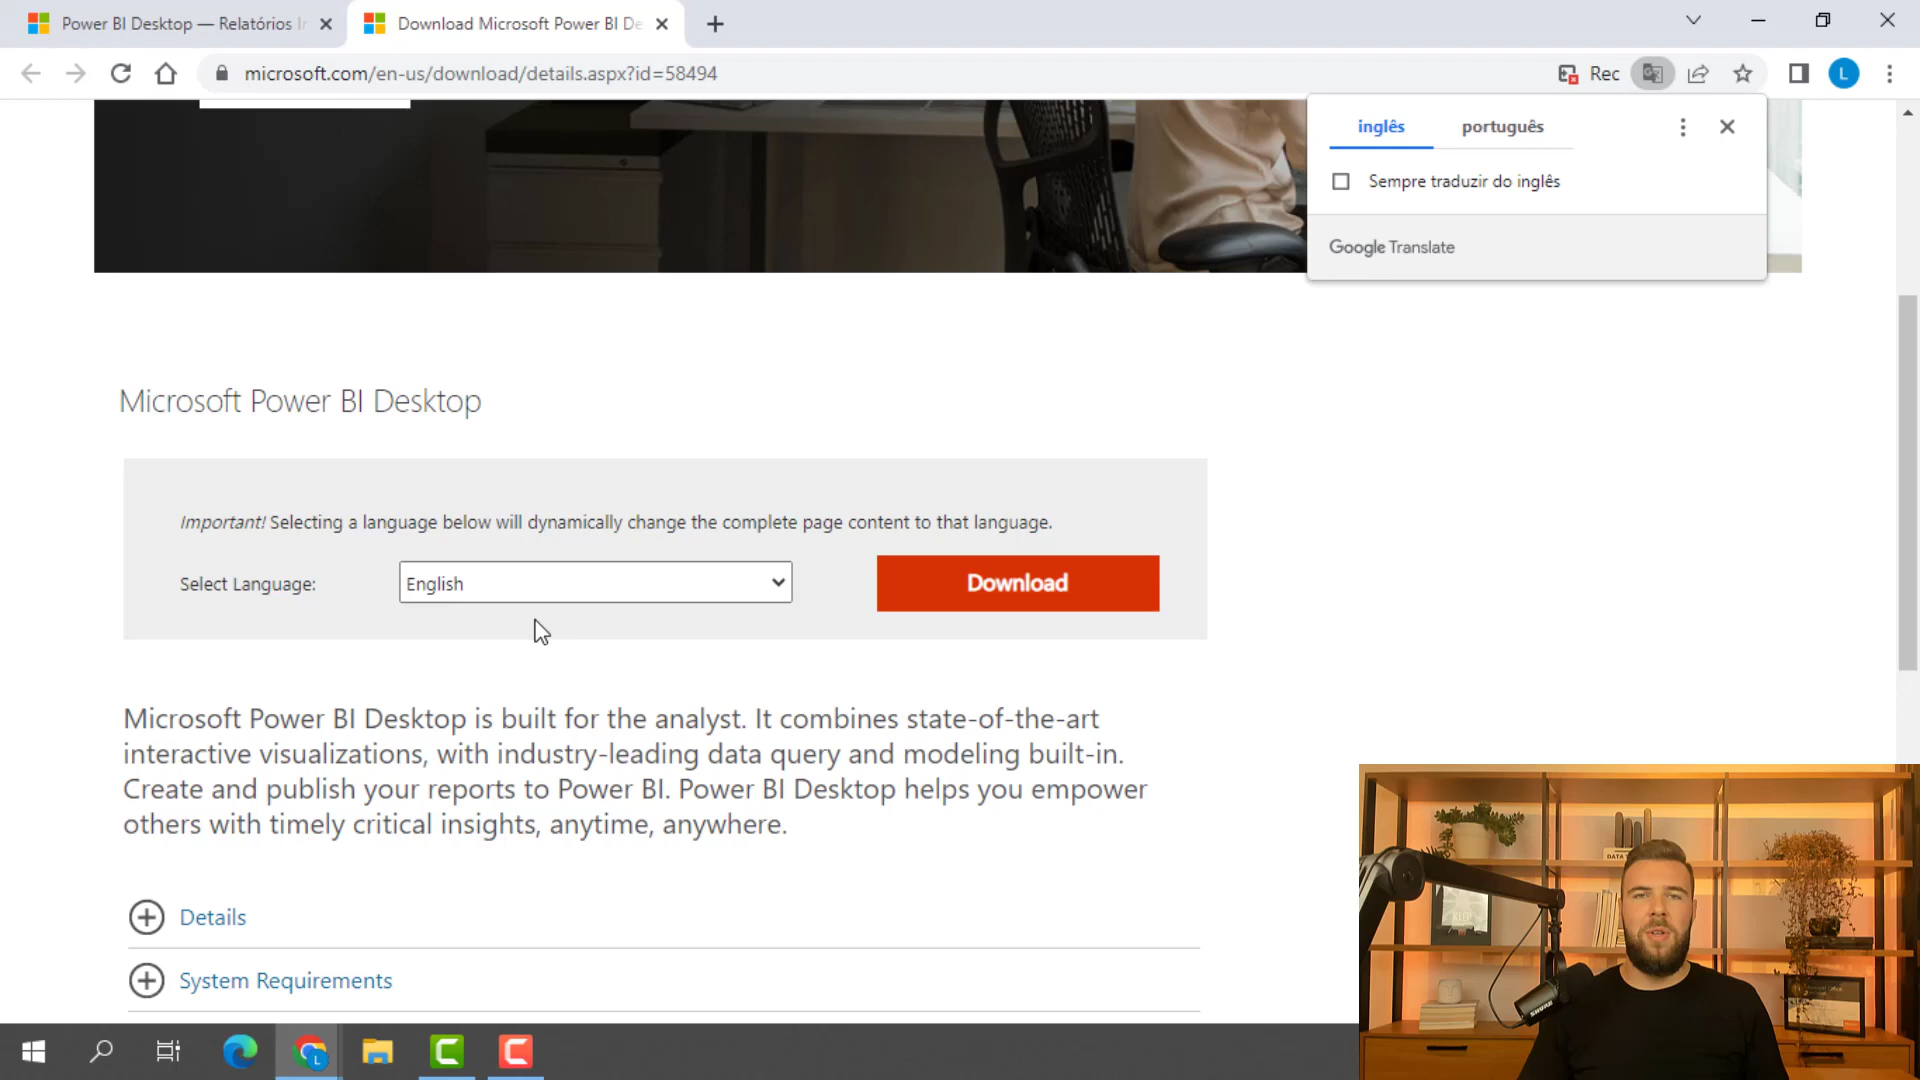 Power BI Desktop — Relatórios I
Download Microsoft Power BI De
microsoft.com/en-us/download/details.aspx?id=58494
Rec
L
inglês português
Sempre traduzir do inglês
Google Translate
Microsoft Power BI Desktop
Important! Selecting a language below will dynamically change the complete page content to that language.
Select Language: English Download
Microsoft Power BI Desktop is built for the analyst. It combines state-of-the-art
interactive visualizations, with industry-leading data query and modeling built-in.
Create and publish your reports to Power BI. Power BI Desktop helps you empower
others with timely critical insights, anytime, anywhere.
Details
System Requirements
L
SHURE